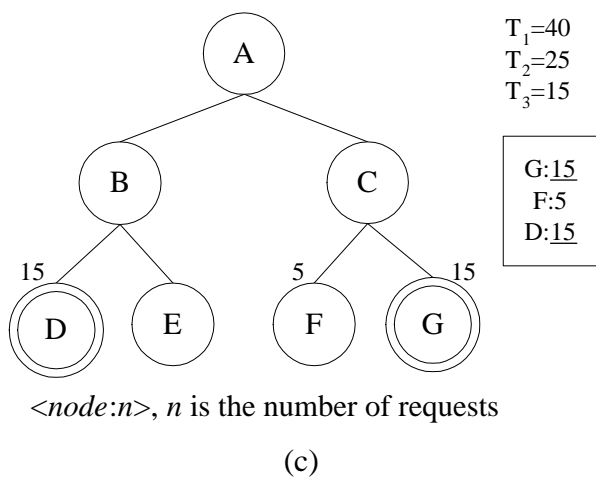 A
T₁=40
T₂=25
T₃=15
B
C
G:15
F:5
D:15
15
5
15
D
E
F
G
<node:n>, n is the number of requests
(c)